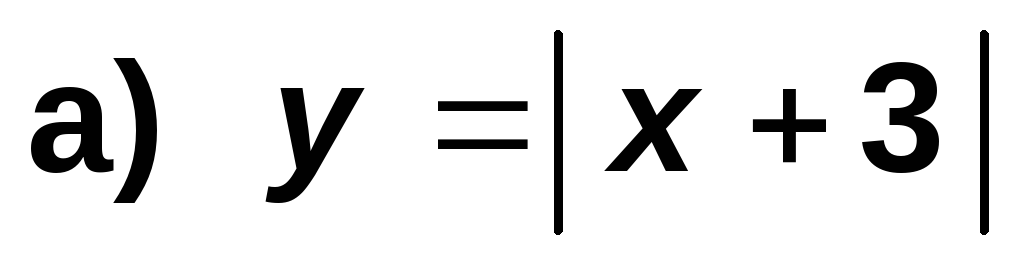 a) y = | x + 3 |